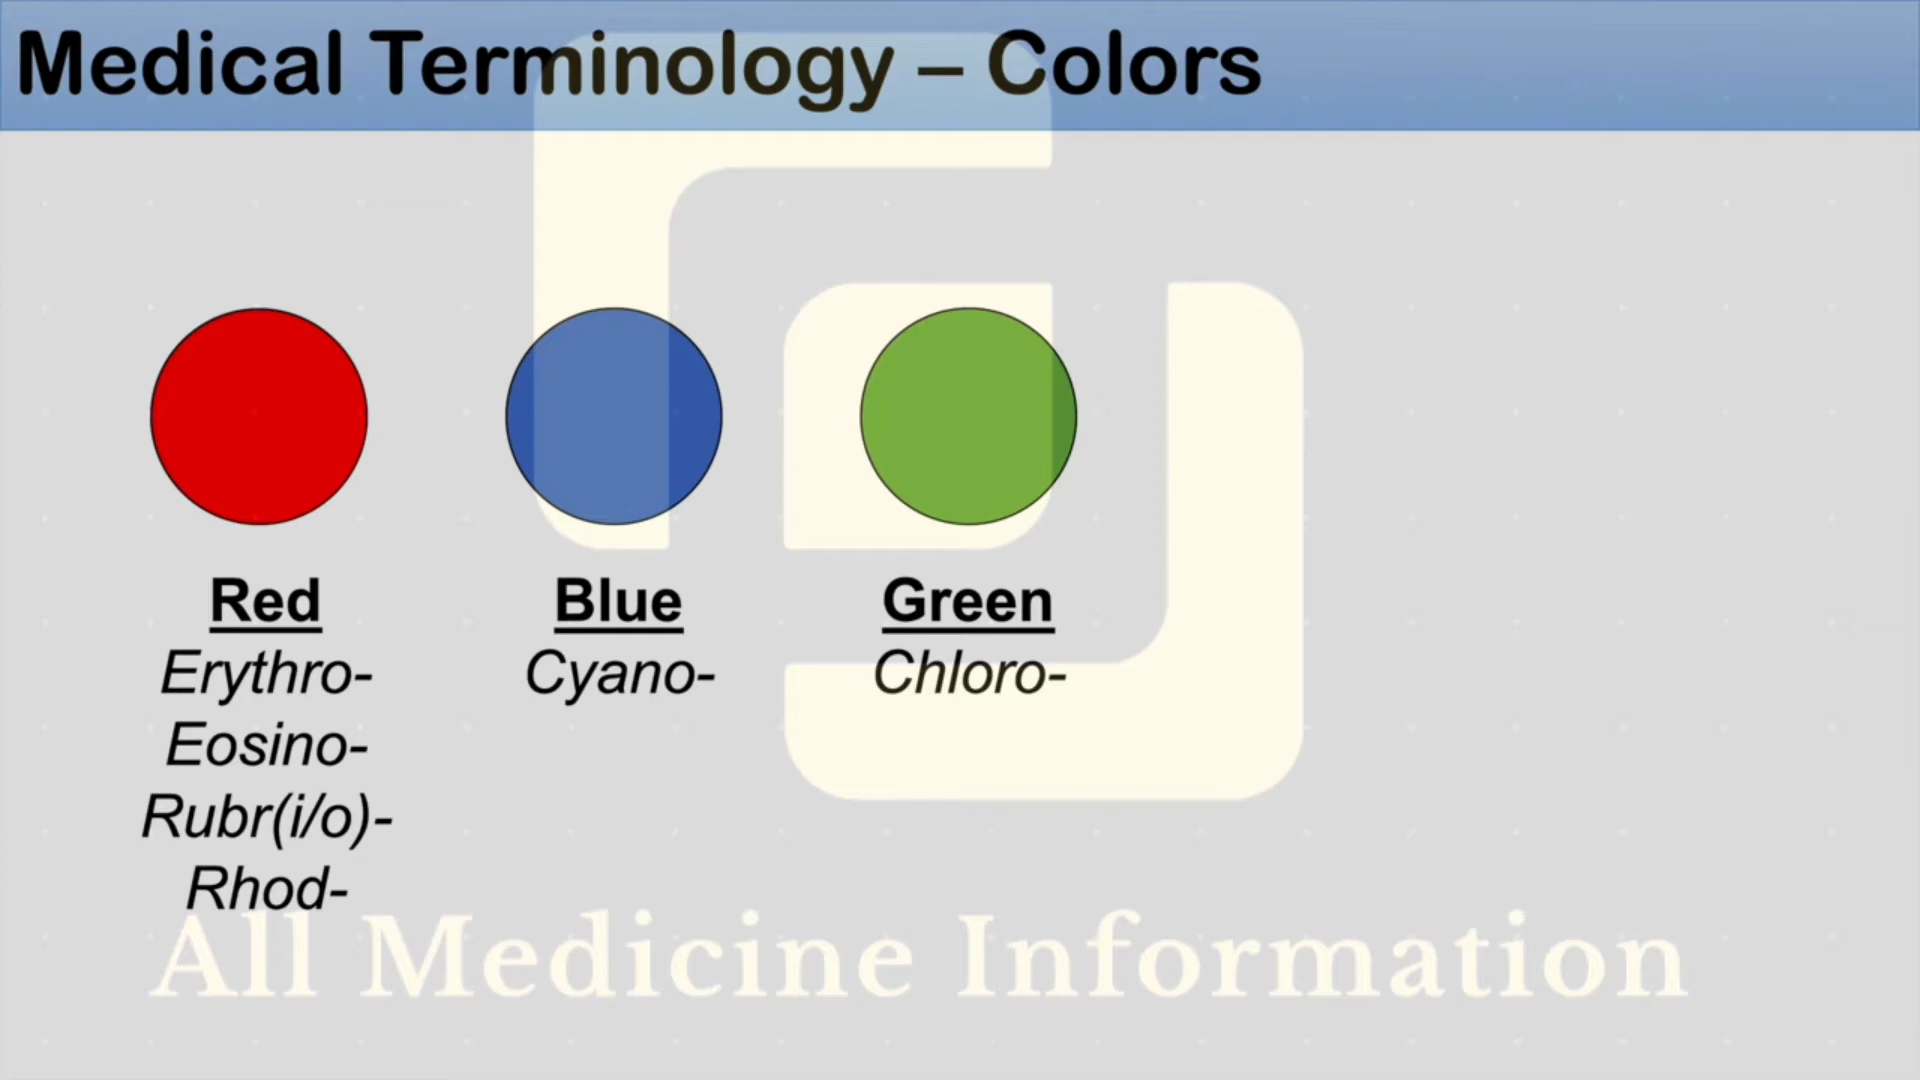 Medical Terminology – Colors
Red
Erythro-
Eosino-
Rubr(i/o)-
Rhod-
Blue
Cyano-
Green
Chloro-
All Medicine Information